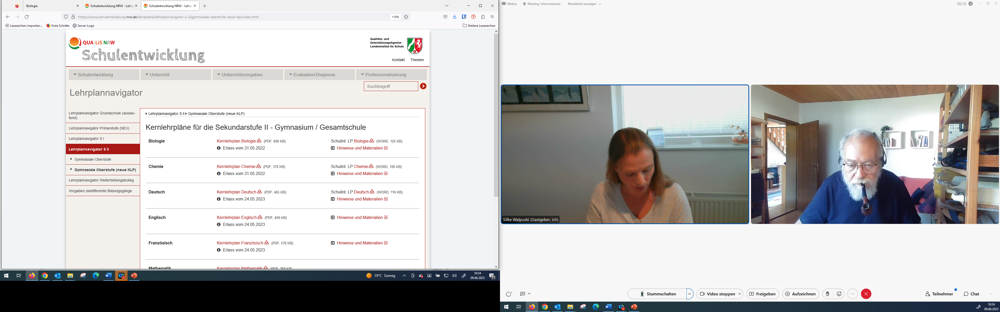 Biologie
Schulentwicklung NRW - Lehrpl
Schulentwicklung NRW - Lehrp
https://www.schulentwicklung.nrw.de/lehrplaene/lehrplannavigator-s-ii/gymnasiale-oberstufe-neue-klp/index.html
110%
Lesezeichen importier...
Erste Schritte
Server-Logo
Weitere Lesezeichen
QUA-LiS NRW
Schulentwicklung
Qualitäts- und
UnterstützungsAgentur -
Landesinstitut für Schule
Kontakt Themen
Schulentwicklung
Unterricht
Unterrichtsvorgaben
Evaluation/Diagnose
Professionalisierung
Suchbegriff
Lehrplannavigator
Lehrplannavigator Grundschule (auslau-
fend)
Lehrplannavigator Primarstufe (NEU)
Lehrplannavigator S I
Lehrplannavigator S II
Gymnasiale Oberstufe
Gymnasiale Oberstufe (neue KLP)
Lehrplannavigator Weiterbildungskolleg
Vorgaben zieldifferente Bildungsgänge
Lehrplannavigator S II Gymnasiale Oberstufe (neue KLP)
Kernlehrpläne für die Sekundarstufe II - Gymnasium / Gesamtschule
Biologie Kernlehrplan Biologie (PDF, 698 KB) Schulint. LP Biologie (WORD, 125 KB)
Erlass vom 31.05.2022 Hinweise und Materialien
Chemie Kernlehrplan Chemie (PDF, 370 KB) Schulint. LP Chemie (WORD, 106 KB)
Erlass vom 31.05.2022 Hinweise und Materialien
Deutsch Kernlehrplan Deutsch (PDF, 465 KB) Schulint. LP Deutsch (WORD, 116 KB)
Erlass vom 24.05.2023 Hinweise und Materialien
Englisch Kernlehrplan Englisch (PDF, 469 KB) Hinweise und Materialien
Erlass vom 24.05.2023
Französisch Kernlehrplan Französisch (PDF, 576 KB) Hinweise und Materialien
Erlass vom 24.05.2023
Mathematik Kernlehrplan Mathematik (PDF, 369 KB)
19°C Sonnig
10:24
09.06.2023
33
Webex
Meeting-Informationen
Menüleiste anzeigen
08:39
Silke Walpuski (Gastgeber, ich)
Stummschalten
Video stoppen
Freigeben
Aufzeichnen
Teilnehmer
Chat
10:24
09.06.2023